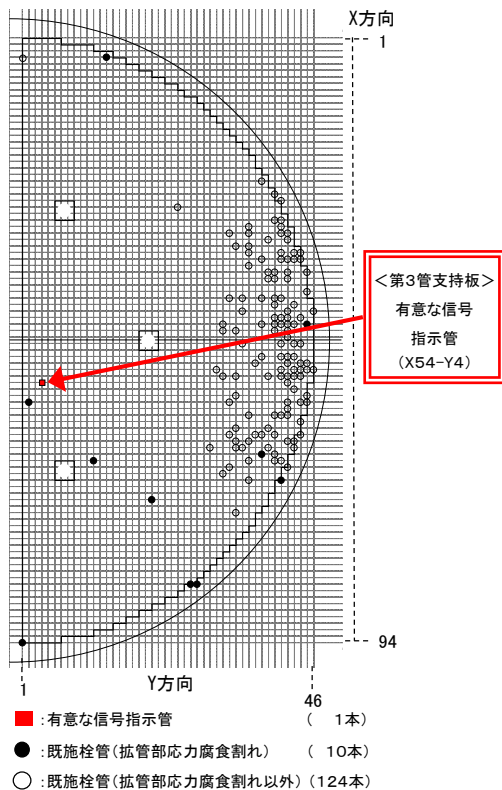 X方向
1
<第3管支持板>
有意な信号
指示管
(X54-Y4)
94
Y方向
1
46
:有意な信号指示管 ( 1本)
:既施栓管(拡管部応力腐食割れ) ( 10本)
:既施栓管(拡管部応力腐食割れ以外) (124本)